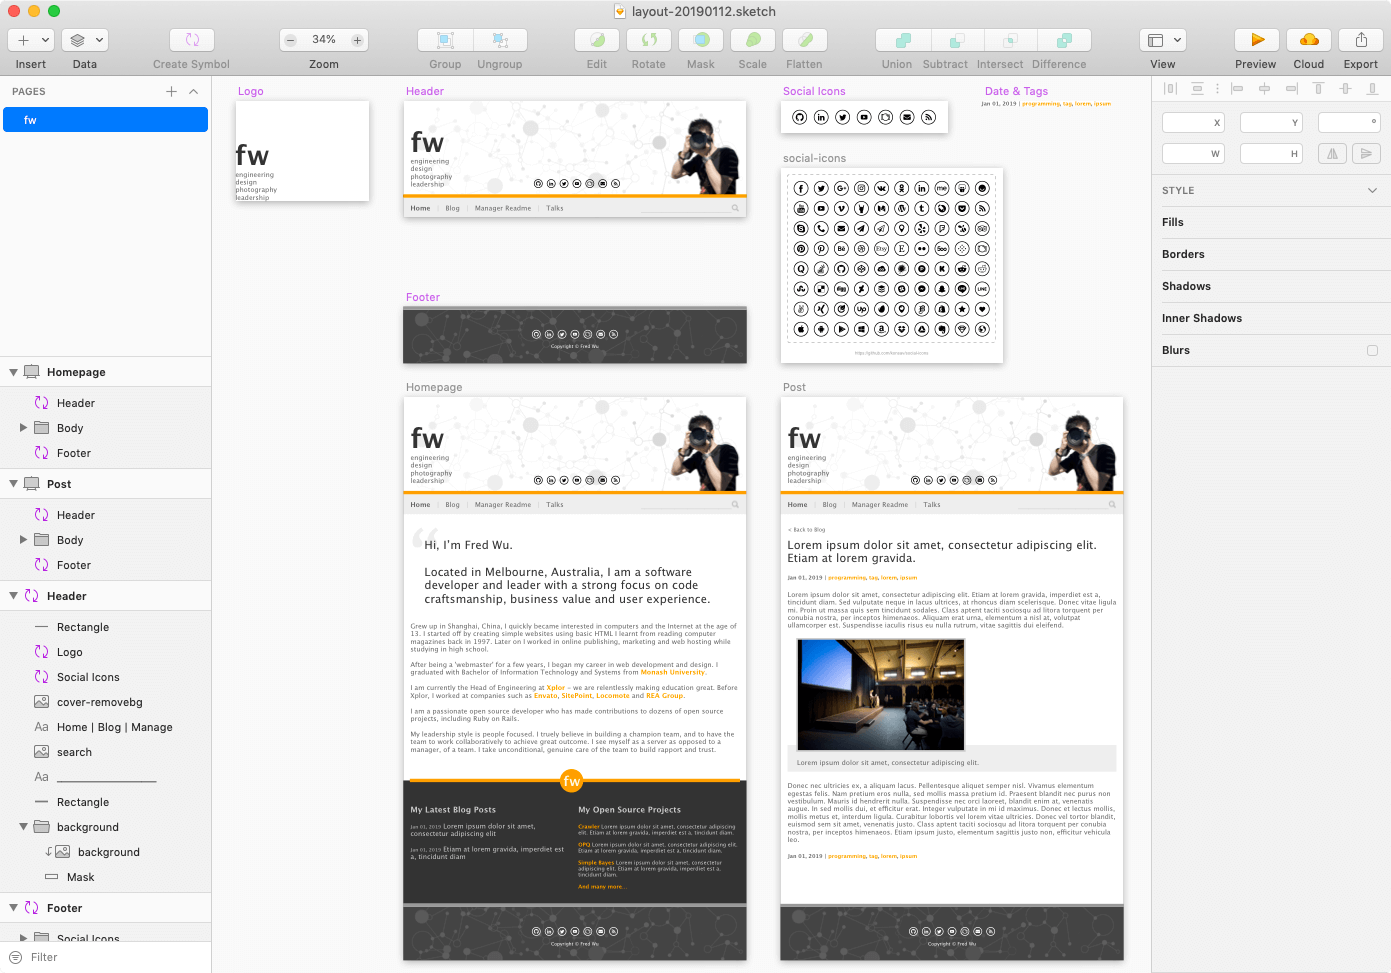 layout-20190112.sketch
34%
Insert
Data
Create Symbol
Zoom
Group
Ungroup
Edit
Rotate
Mask
Scale
Flatten
Union
Subtract
Intersect
Difference
View
Preview
Cloud
Export
PAGES
fw
Homepage
Header
Body
Footer
Post
Header
Body
Footer
Header
Rectangle
Logo
Social Icons
cover-removebg
Aa Home | Blog | Manage
search
Aa
Rectangle
background
background
Mask
Footer
Social Icons
Filter
Logo
fw
engineering
design
photography
leadership
Header
fw
engineering
design
photography
leadership
Home | Blog | Manager Readme | Talks
Social Icons
Date & Tags
Jan 01, 2019 | programming, tag, lorem, ipsum
social-icons
Footer
Copyright © Fred Wu
Homepage
fw
engineering
design
photography
leadership
Home | Blog | Manager Readme | Talks
“
Hi, I'm Fred Wu.
Located in Melbourne, Australia, I am a software
developer and leader with a strong focus on code
craftsmanship, business value and user experience.
Grew up in Shanghai, China, I quickly became interested in computers and the Internet at the age of
13. I started off by creating simple websites using basic HTML I learnt from reading computer
magazines back in 1997. Later on I worked in online publishing, marketing and web hosting while
studying in high school.
After being a 'webmaster' for a few years, I began my career in web development and design. I
graduated with Bachelor of Information Technology and Systems from Monash University.
I am currently the Head of Engineering at Xplor – we are relentlessly making education great. Before
Xplor, I worked at companies such as Envato, SitePoint, Locomote and REA Group.
I am a passionate open source developer who has made contributions to dozens of open source
projects, including Ruby on Rails.
My leadership style is people focused. I truely believe in building a champion team, and to have the
team to work collaboratively to achieve great outcome. I see myself as a server as opposed to a
manager, of a team. I take unconditional, genuine care of the team to build rapport and trust.
fw
My Latest Blog Posts
Jan 01, 2019 Lorem ipsum dolor sit amet,
consectetur adipiscing elit
Jan 01, 2019 Etiam at lorem gravida, imperdiet est
a, tincidunt diam
My Open Source Projects
Crawler Lorem ipsum dolor sit amet, consectetur adipiscing
elit. Etiam at lorem gravida, imperdiet est a, tincidunt diam.
OPQ Lorem ipsum dolor sit amet, consectetur adipiscing elit.
Etiam at lorem gravida, imperdiet est a, tincidunt diam.
Simple Bayes Lorem ipsum dolor sit amet, consectetur
adipiscing elit. Etiam at lorem gravida, imperdiet est a,
tincidunt diam.
And many more...
Copyright © Fred Wu
Post
fw
engineering
design
photography
leadership
Home | Blog | Manager Readme | Talks
< Back to Blog
Lorem ipsum dolor sit amet, consectetur adipiscing elit.
Etiam at lorem gravida.
Jan 01, 2019 | programming, tag, lorem, ipsum
Lorem ipsum dolor sit amet, consectetur adipiscing elit. Etiam at lorem gravida, imperdiet est a,
tincidunt diam. Sed vulputate neque in lacus ultrices, at rhoncus diam scelerisque. Donec vitae ligula
mi. Proin ut massa quis sem tincidunt sodales. Class aptent taciti sociosqu ad litora torquent per
conubia nostra, per inceptos himenaeos. Aliquam erat urna, elementum a nisl at, volutpat
ullamcorper est. Suspendisse iaculis risus eu nulla rutrum, vitae sagittis dui eleifend.
Lorem ipsum dolor sit amet, consectetur adipiscing elit.
Donec nec ultricies ex, a aliquam lacus. Pellentesque aliquet semper nisl. Vivamus elementum
egestas felis. Nam pretium eros nulla, sed mollis massa pretium id. Praesent blandit nec purus non
vestibulum. Mauris id hendrerit nulla. Suspendisse nec orci laoreet, blandit enim at, venenatis
augue. In sed mollis dui, et efficitur erat. Integer vulputate in mi id maximus. Donec et lectus mollis,
mollis metus et, interdum ligula. Curabitur lobortis vel lorem vitae ultricies. Donec vel tortor blandit,
euismod sem sit amet, venenatis justo. Class aptent taciti sociosqu ad litora torquent per conubia
nostra, per inceptos himenaeos. Etiam ipsum justo, elementum sagittis justo non, efficitur vehicula
leo.
Jan 01, 2019 | programming, tag, lorem, ipsum
Copyright © Fred Wu
X
Y
°
W
H
STYLE
Fills
Borders
Shadows
Inner Shadows
Blurs